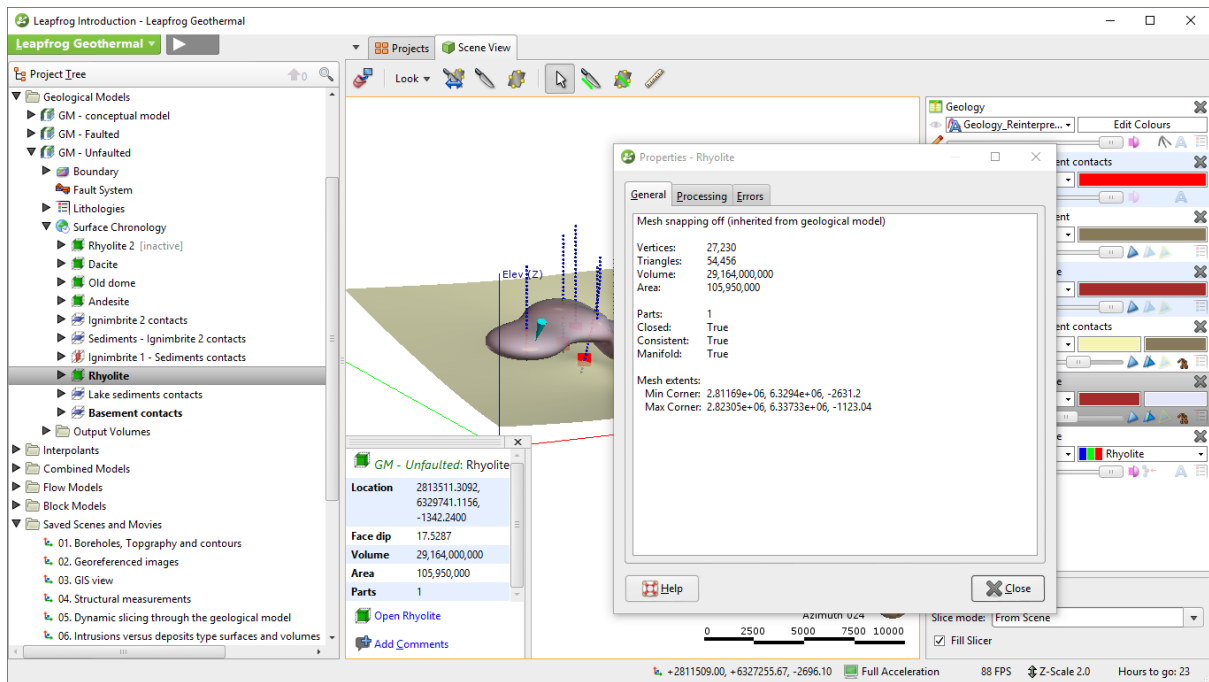 Leapfrog Introduction - Leapfrog Geothermal
Leapfrog Geothermal
Projects
Scene View
Project Tree
0
Look
Geological Models
GM - conceptual model
GM - Faulted
GM - Unfaulted
Boundary
Fault System
Lithologies
Surface Chronology
Rhyolite 2 [inactive]
Dacite
Old dome
Andesite
Ignimbrite 2 contacts
Sediments - Ignimbrite 2 contacts
Ignimbrite 1 - Sediments contacts
Rhyolite
Lake sediments contacts
Basement contacts
Output Volumes
Interpolants
Combined Models
Flow Models
Block Models
Saved Scenes and Movies
01. Boreholes, Topography and contours
02. Georeferenced images
03. GIS view
04. Structural measurements
05. Dynamic slicing through the geological model
06. Intrusions versus deposits type surfaces and volumes
Elev (Z)
GM - Unfaulted: Rhyolite
Location 2813511.3092,
6329741.1156,
-1342.2400
Face dip 17.5287
Volume 29,164,000,000
Area 105,950,000
Parts 1
Open Rhyolite
Add Comments
Properties - Rhyolite
General Processing Errors
Mesh snapping off (inherited from geological model)
Vertices: 27,230
Triangles: 54,456
Volume: 29,164,000,000
Area: 105,950,000
Parts: 1
Closed: True
Consistent: True
Manifold: True
Mesh extents:
Min Corner: 2.81169e+06, 6.3294e+06, -2631.2
Max Corner: 2.82305e+06, 6.33733e+06, -1123.04
Help
Close
Azimuth 024
0 2500 5000 7500 10000
Geology
Geology_Reinterpre...
Edit Colours
ent contacts
ent
e
ent contacts
e
e
Rhyolite
Slice mode: From Scene
Fill Slicer
+2811509.00, +6327255.67, -2696.10
Full Acceleration
88 FPS
Z-Scale 2.0
Hours to go: 23